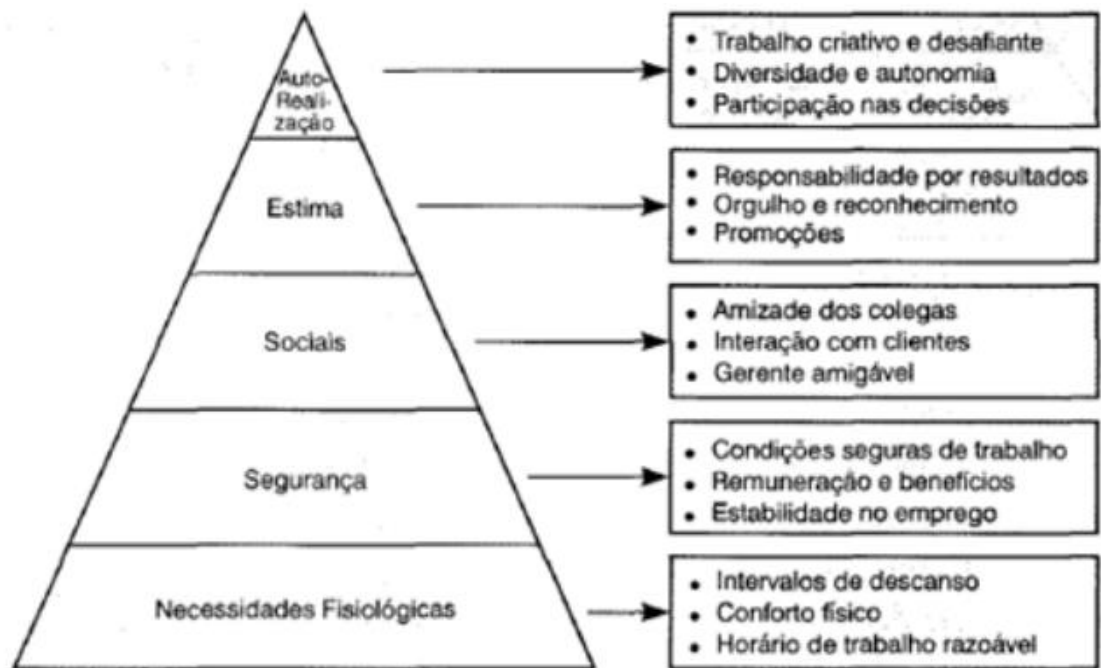 Auto-
Reali-
zação
• Trabalho criativo e desafiante
• Diversidade e autonomia
• Participação nas decisões
Estima
• Responsabilidade por resultados
• Orgulho e reconhecimento
• Promoções
Sociais
• Amizade dos colegas
• Interação com clientes
• Gerente amigável
Segurança
• Condições seguras de trabalho
• Remuneração e benefícios
• Estabilidade no emprego
Necessidades Fisiológicas
• Intervalos de descanso
• Conforto físico
• Horário de trabalho razoável